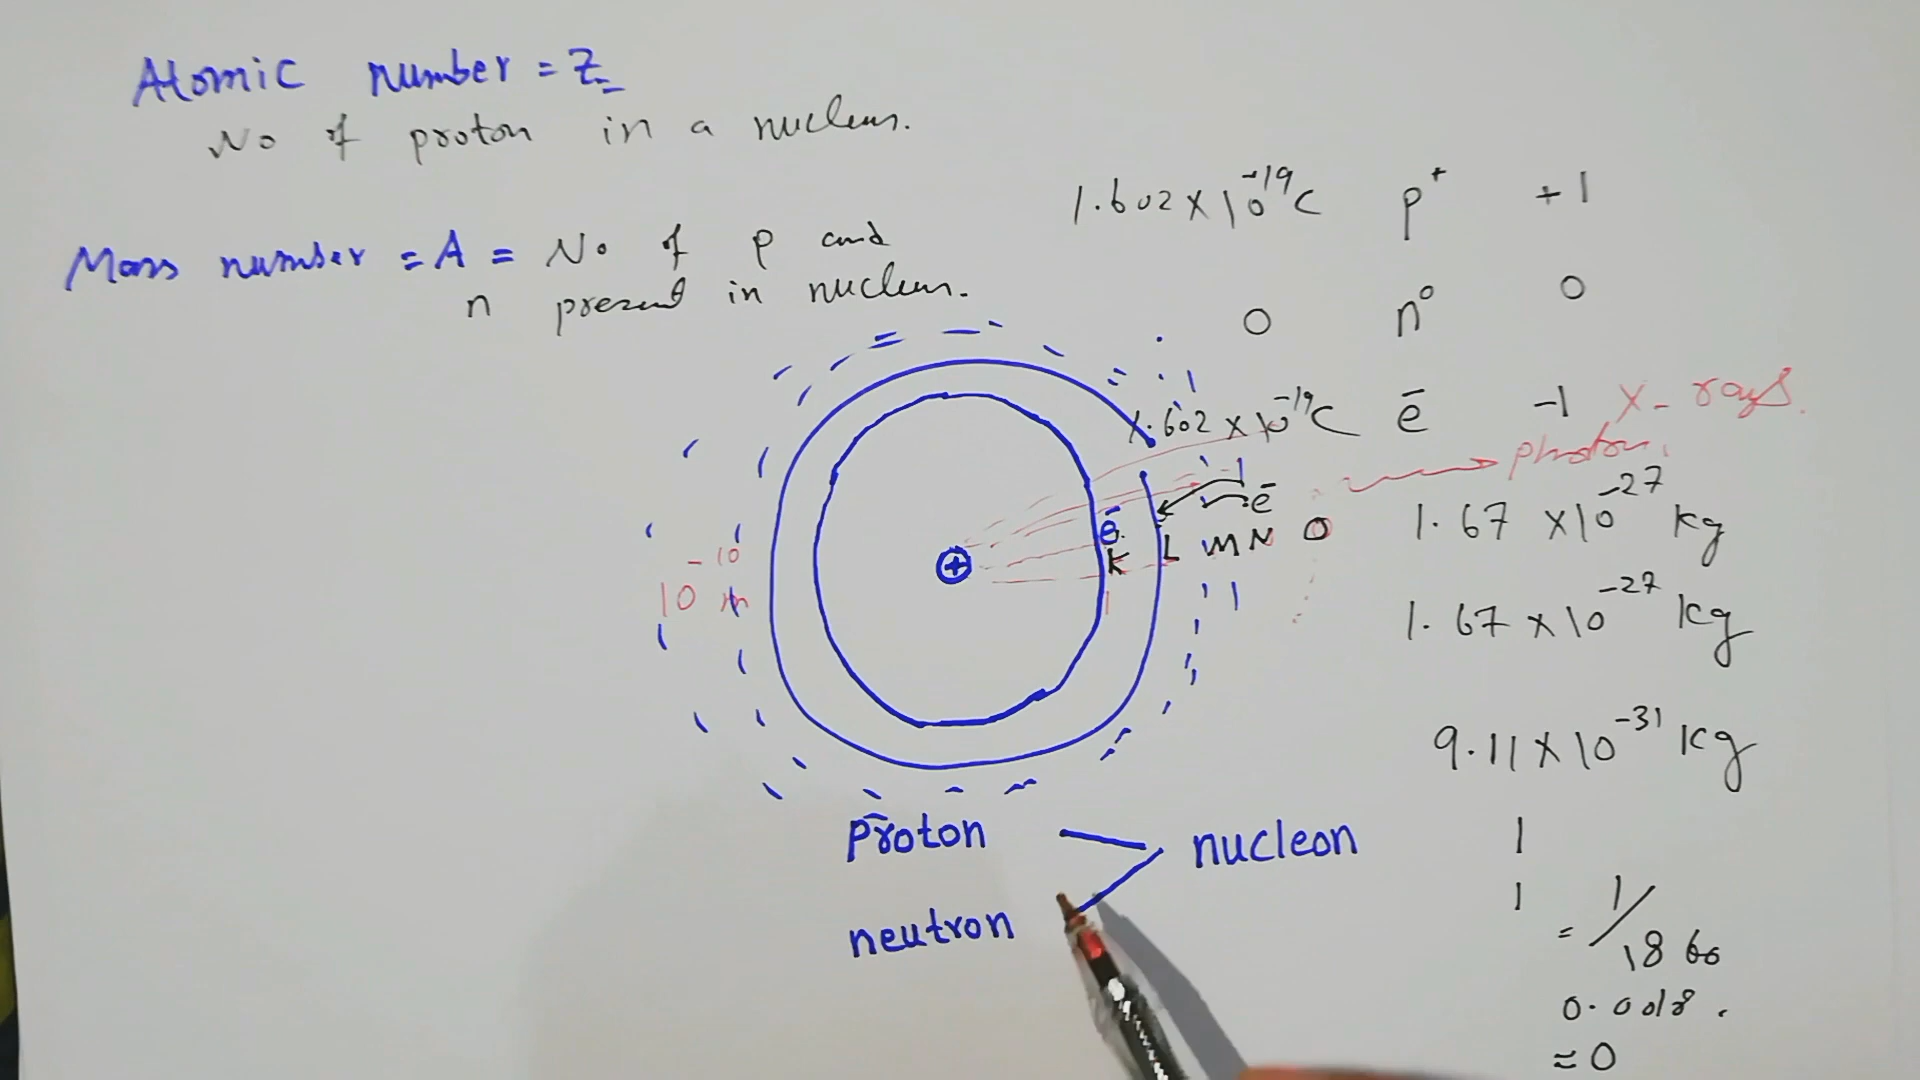 Atomic number = Z
No of proton in a nucleus.
Mass number = A = No of p and
n present in nucleus.
1.602 x 10⁻¹⁹ C p⁺ +1
0 n⁰ 0
1.602 x 10⁻¹⁹ C e⁻ -1 X-rays.
photon.
e⁻
e⁻
K L M N O
10⁻¹⁰ m
1.67 x 10⁻²⁷ kg
1.67 x 10⁻²⁷ kg
9.11 x 10⁻³¹ kg
+
proton nucleon
neutron
1
1
= 1/1860
0.0018.
≈ 0